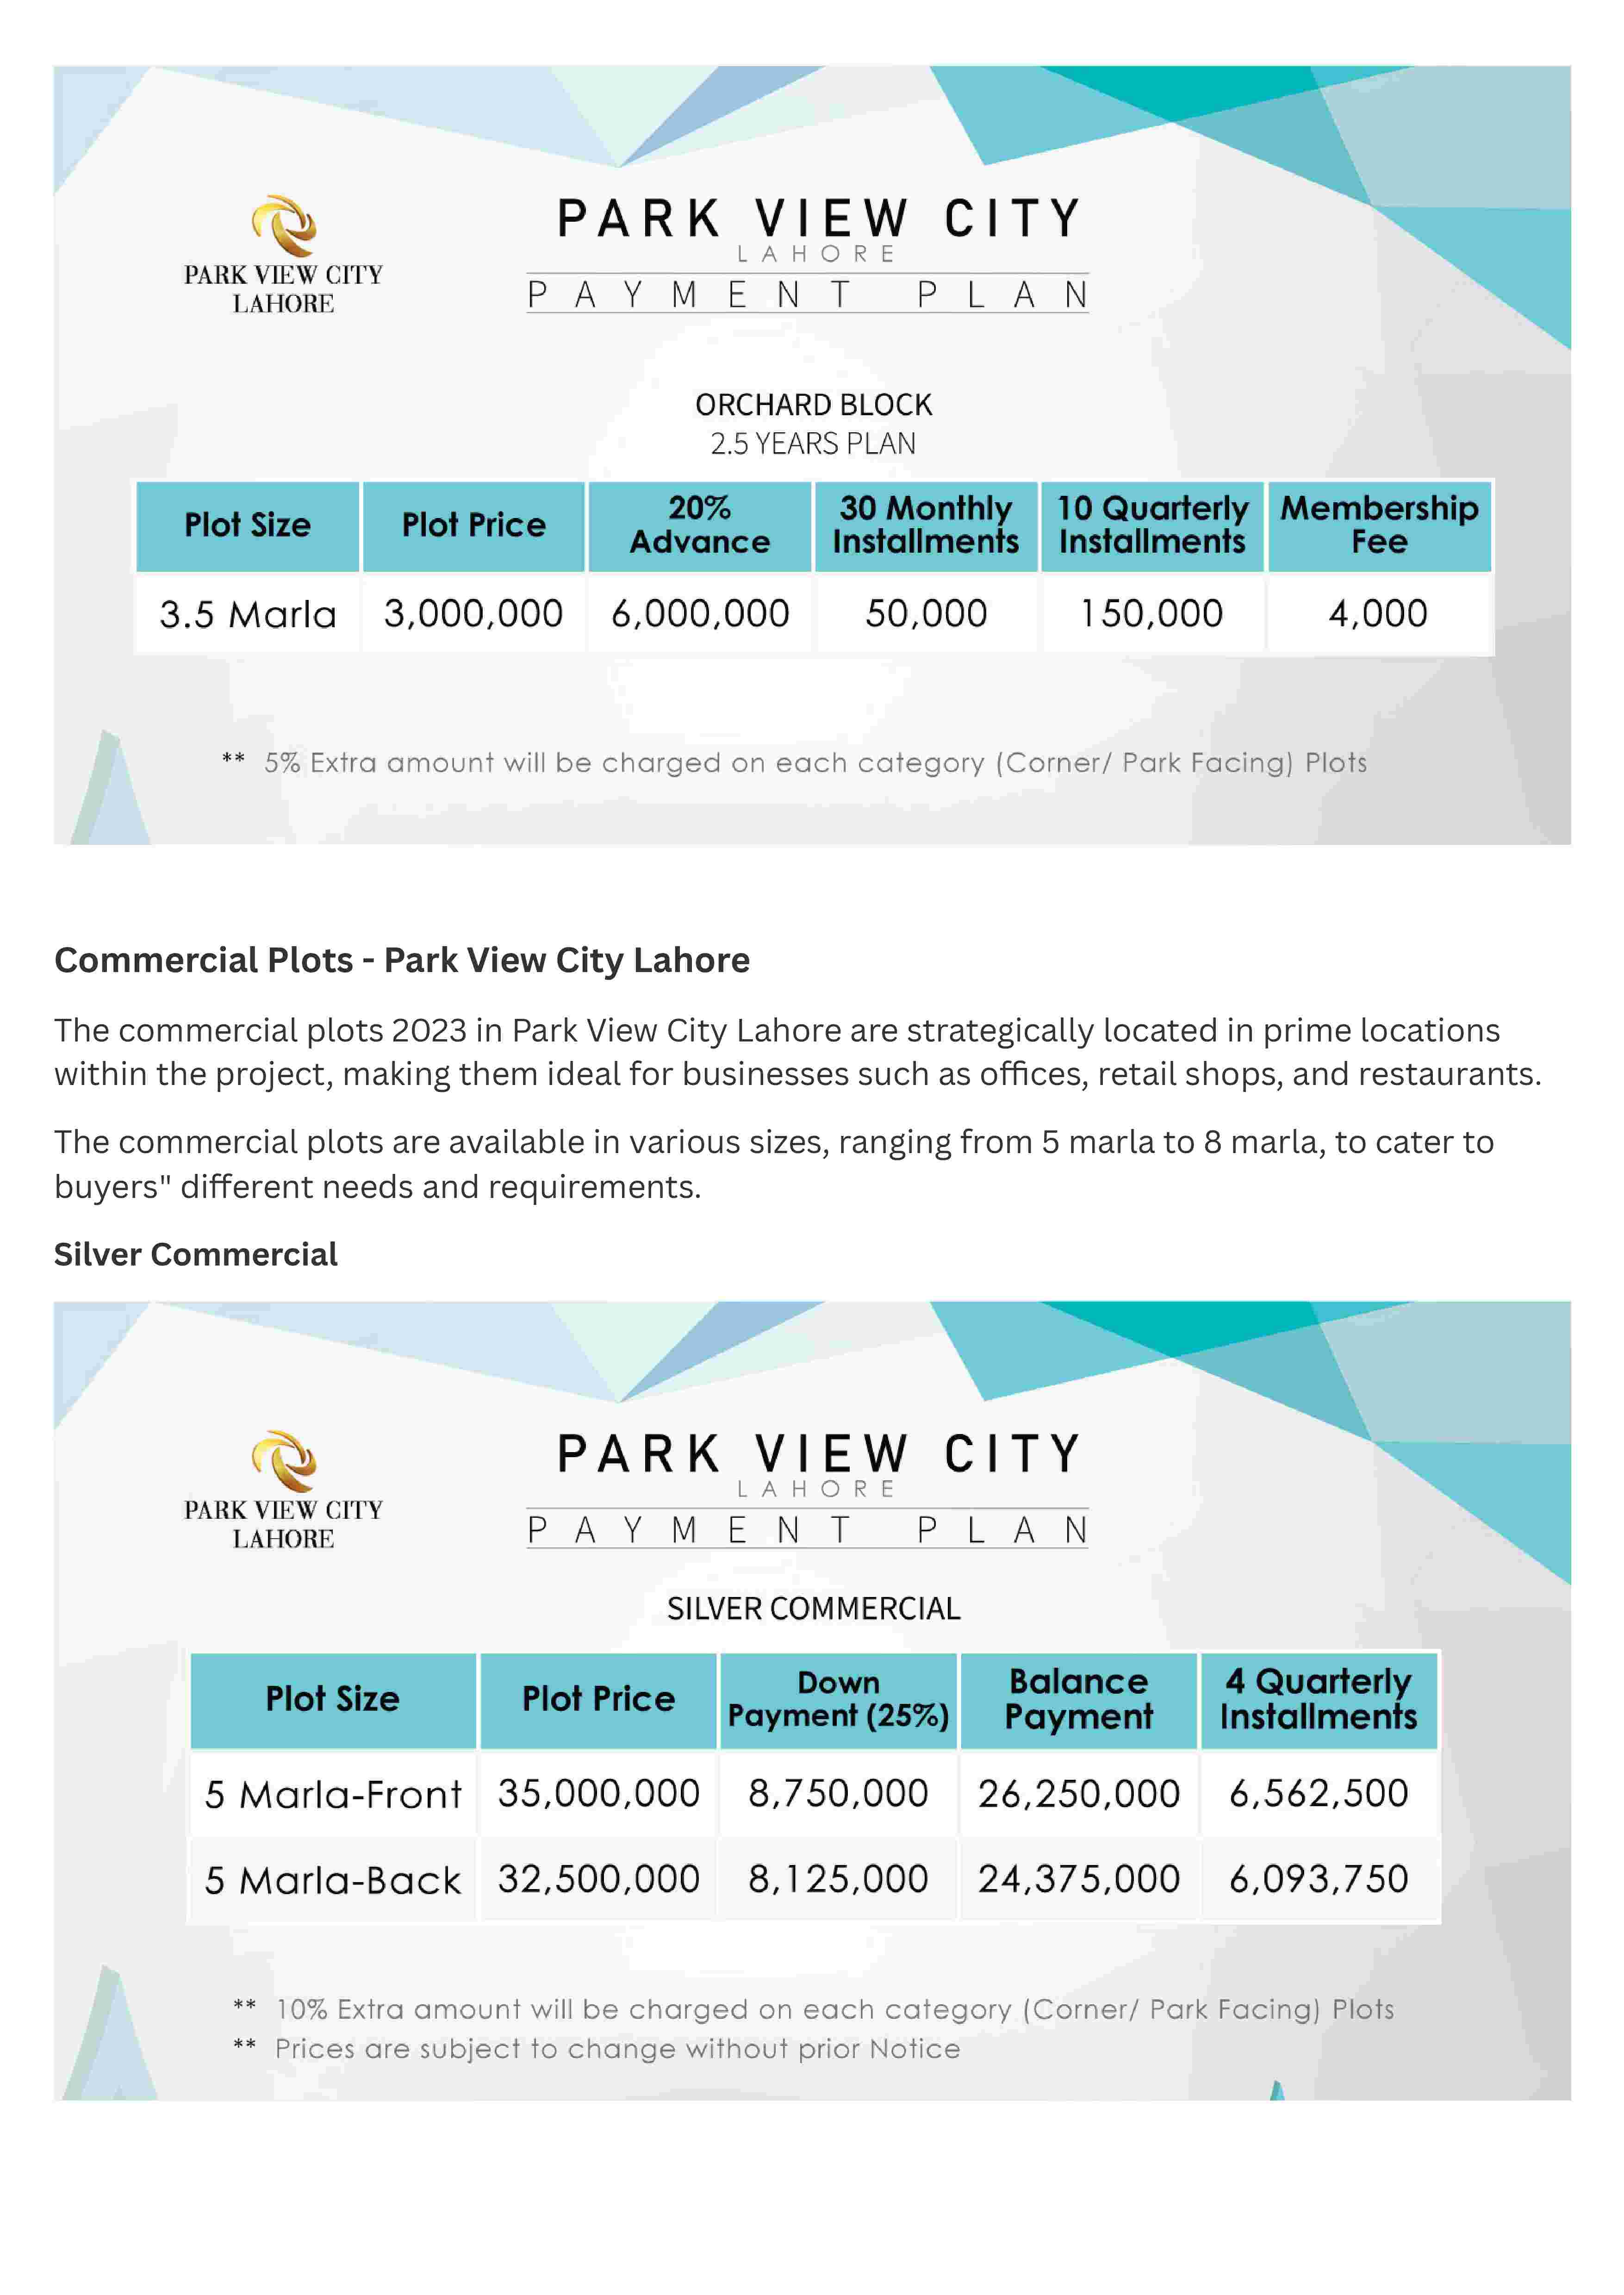 PARK VIEW CITY
LAHORE
PARK VIEW CITY
LAHORE
PAYMENT PLAN
ORCHARD BLOCK
2.5 YEARS PLAN
Plot Size Plot Price 20% Advance 30 Monthly Installments 10 Quarterly Installments Membership Fee
3.5 Marla 3,000,000 6,000,000 50,000 150,000 4,000
** 5% Extra amount will be charged on each category (Corner/ Park Facing) Plots
Commercial Plots - Park View City Lahore
The commercial plots 2023 in Park View City Lahore are strategically located in prime locations
within the project, making them ideal for businesses such as offices, retail shops, and restaurants.
The commercial plots are available in various sizes, ranging from 5 marla to 8 marla, to cater to
buyers" different needs and requirements.
Silver Commercial
PARK VIEW CITY
LAHORE
PARK VIEW CITY
LAHORE
PAYMENT PLAN
SILVER COMMERCIAL
Plot Size Plot Price Down Payment (25%) Balance Payment 4 Quarterly Installments
5 Marla-Front 35,000,000 8,750,000 26,250,000 6,562,500
5 Marla-Back 32,500,000 8,125,000 24,375,000 6,093,750
** 10% Extra amount will be charged on each category (Corner/ Park Facing) Plots
** Prices are subject to change without prior Notice